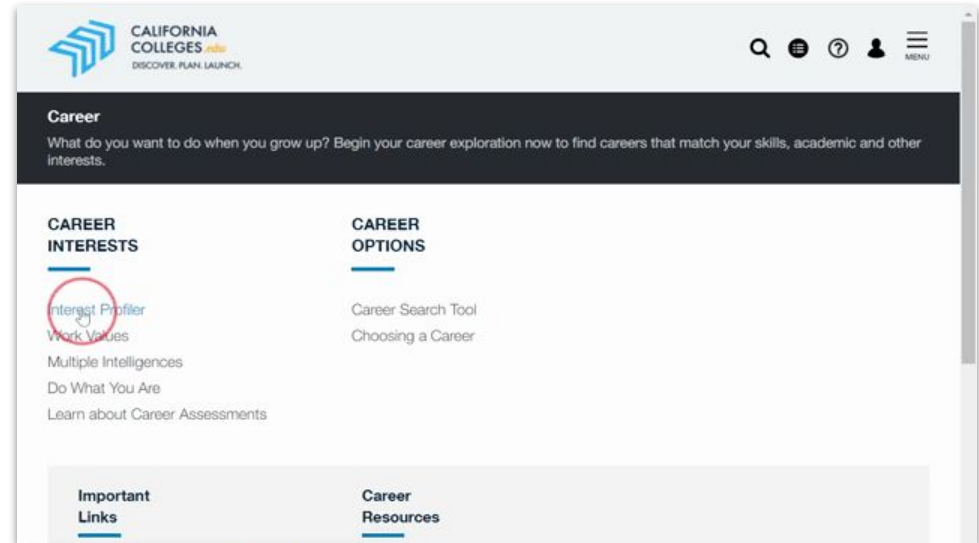 CALIFORNIA
COLLEGES.edu
DISCOVER. PLAN. LAUNCH.
MENU
Career
What do you want to do when you grow up? Begin your career exploration now to find careers that match your skills, academic and other
interests.
CAREER
INTERESTS
Interest Profiler
Work Values
Multiple Intelligences
Do What You Are
Learn about Career Assessments
CAREER
OPTIONS
Career Search Tool
Choosing a Career
Important
Links
Career
Resources